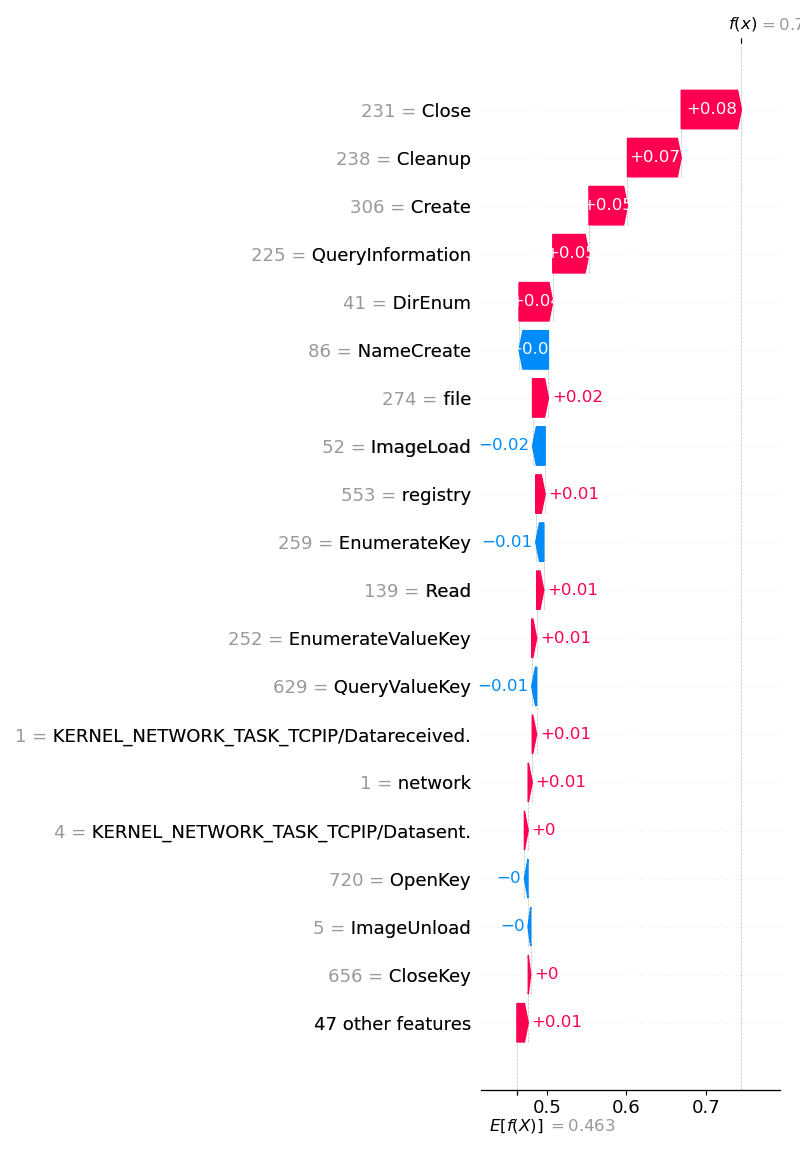 f(x) = 0.7
231 = Close
+0.08
238 = Cleanup
+0.07
306 = Create
+0.05
225 = QueryInformation
+0.05
41 = DirEnum
+0.04
86 = NameCreate
274 = file
+0.02
52 = ImageLoad
−0.02
553 = registry
+0.01
259 = EnumerateKey
−0.01
139 = Read
+0.01
252 = EnumerateValueKey
+0.01
629 = QueryValueKey
−0.01
1 = KERNEL_NETWORK_TASK_TCPIP/Datareceived.
+0.01
1 = network
+0.01
4 = KERNEL_NETWORK_TASK_TCPIP/Datasent.
+0
720 = OpenKey
−0
5 = ImageUnload
−0
656 = CloseKey
+0
47 other features
+0.01
0.5 0.6 0.7
E[f(X)] = 0.463